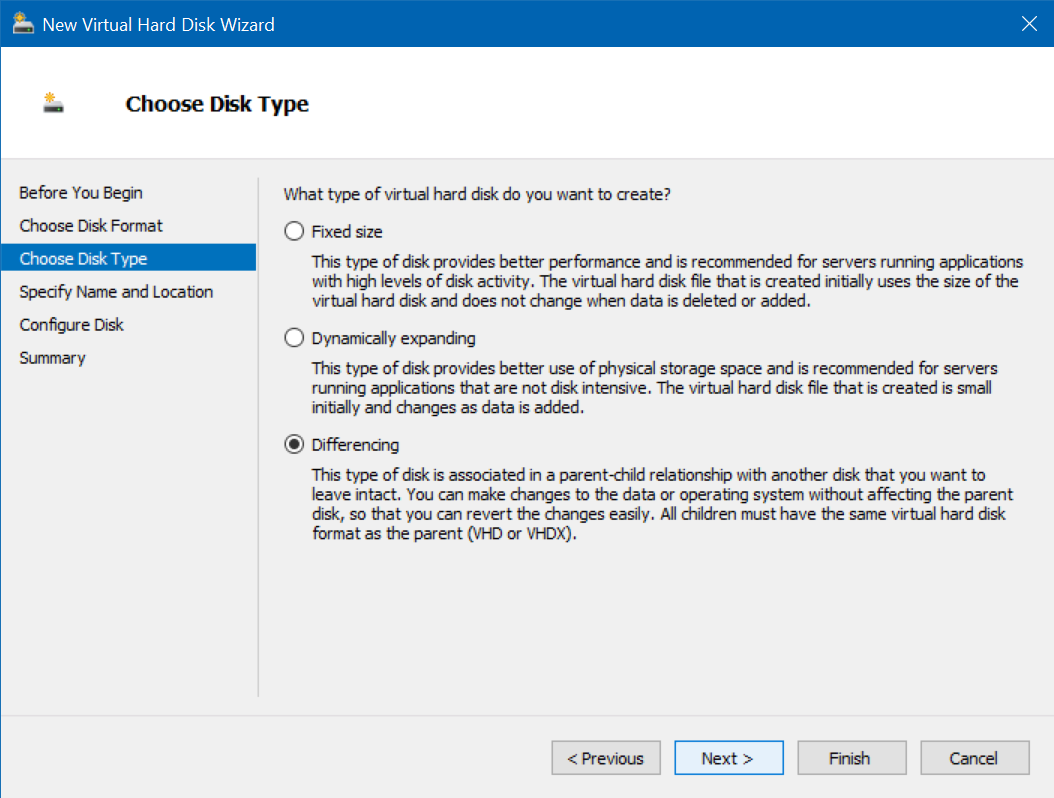 New Virtual Hard Disk Wizard
Choose Disk Type
Before You Begin
Choose Disk Format
Choose Disk Type
Specify Name and Location
Configure Disk
Summary
What type of virtual hard disk do you want to create?
Fixed size
This type of disk provides better performance and is recommended for servers running applications
with high levels of disk activity. The virtual hard disk file that is created initially uses the size of the
virtual hard disk and does not change when data is deleted or added.
Dynamically expanding
This type of disk provides better use of physical storage space and is recommended for servers
running applications that are not disk intensive. The virtual hard disk file that is created is small
initially and changes as data is added.
Differencing
This type of disk is associated in a parent-child relationship with another disk that you want to
leave intact. You can make changes to the data or operating system without affecting the parent
disk, so that you can revert the changes easily. All children must have the same virtual hard disk
format as the parent (VHD or VHDX).
< Previous
Next >
Finish
Cancel